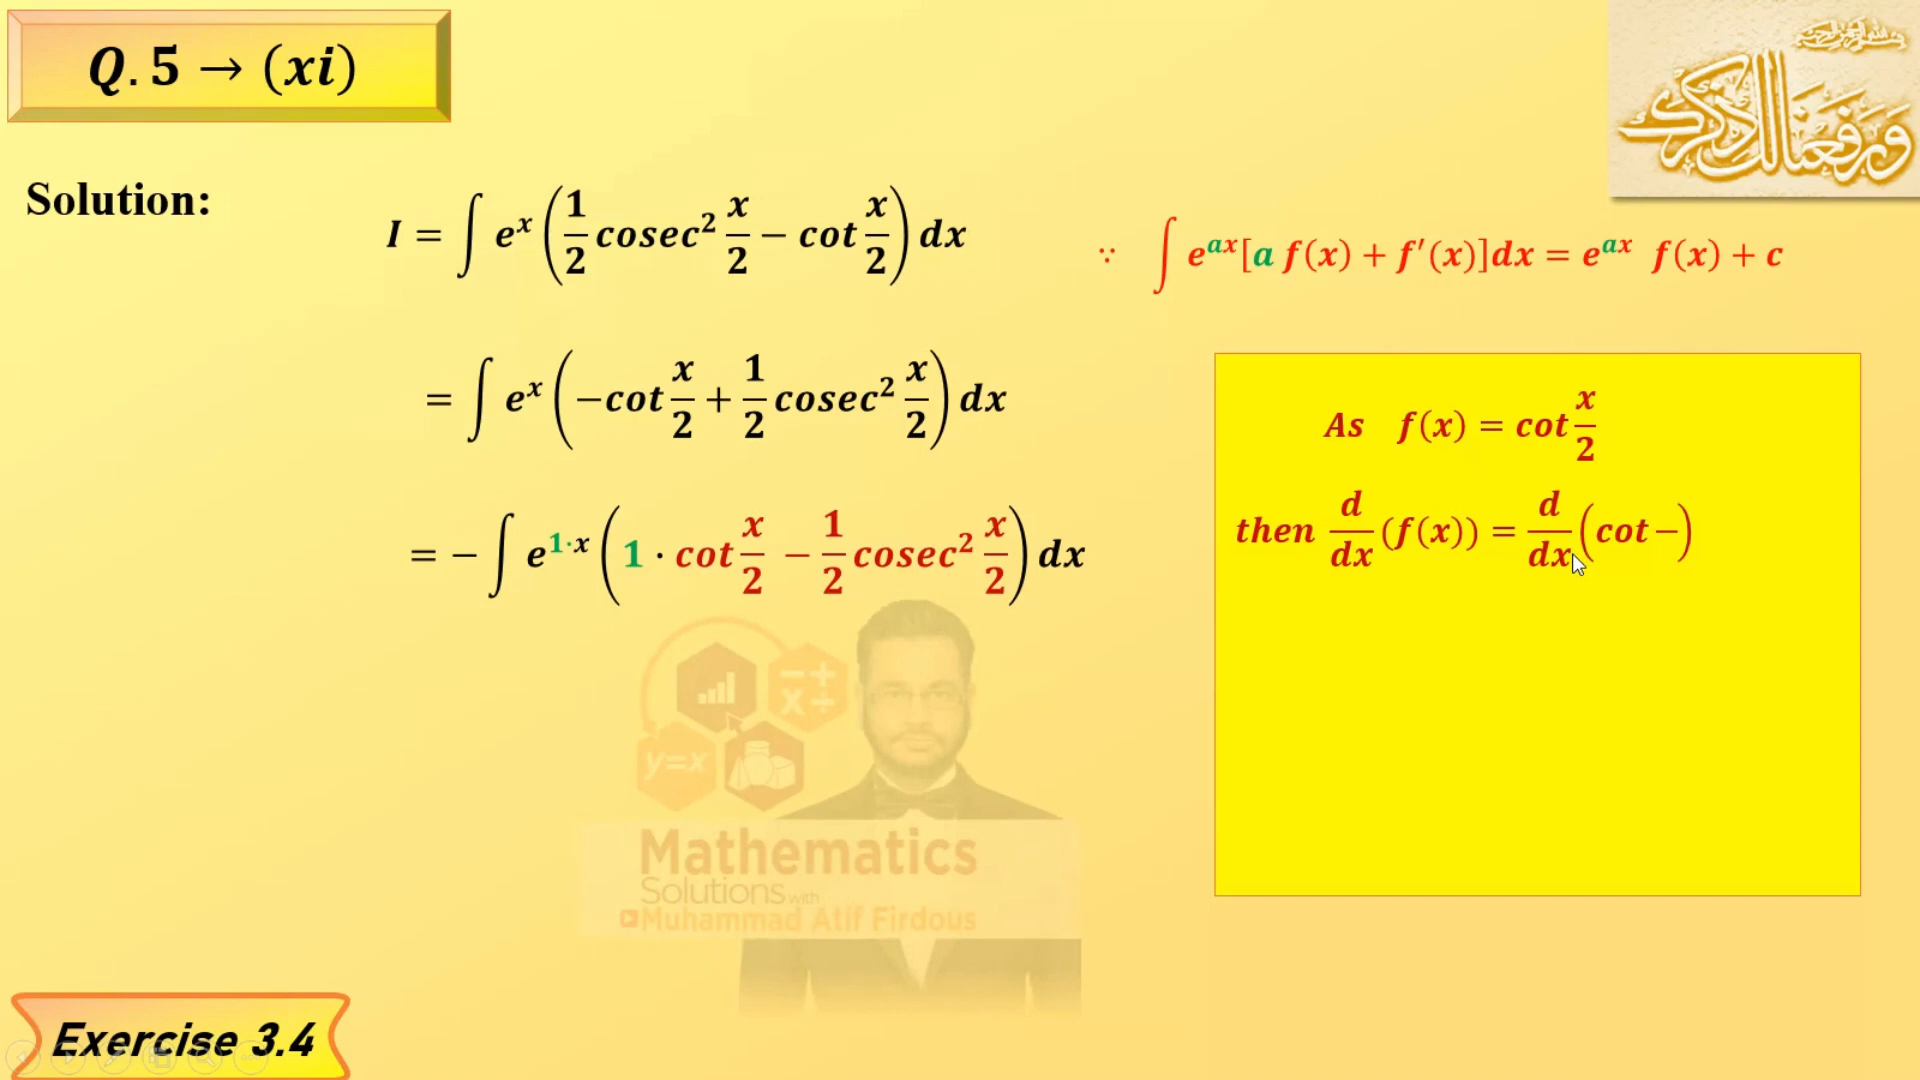 Q.5 → (xi)
وَرَفَعْنَا لَكَ ذِكْرَكَ
Solution:
I = ∫ e^x (1/2 cosec² x/2 − cot x/2) dx
∵ ∫ e^{ax}[a f(x) + f′(x)]dx = e^{ax} f(x) + c
= ∫ e^x (−cot x/2 + 1/2 cosec² x/2) dx
= − ∫ e^{1·x} (1 · cot x/2 − 1/2 cosec² x/2) dx
As f(x) = cot x/2
then d/dx (f(x)) = d/dx (cot −)
y=x
Mathematics
Solutions with
Muhammad Atif Firdous
Exercise 3.4